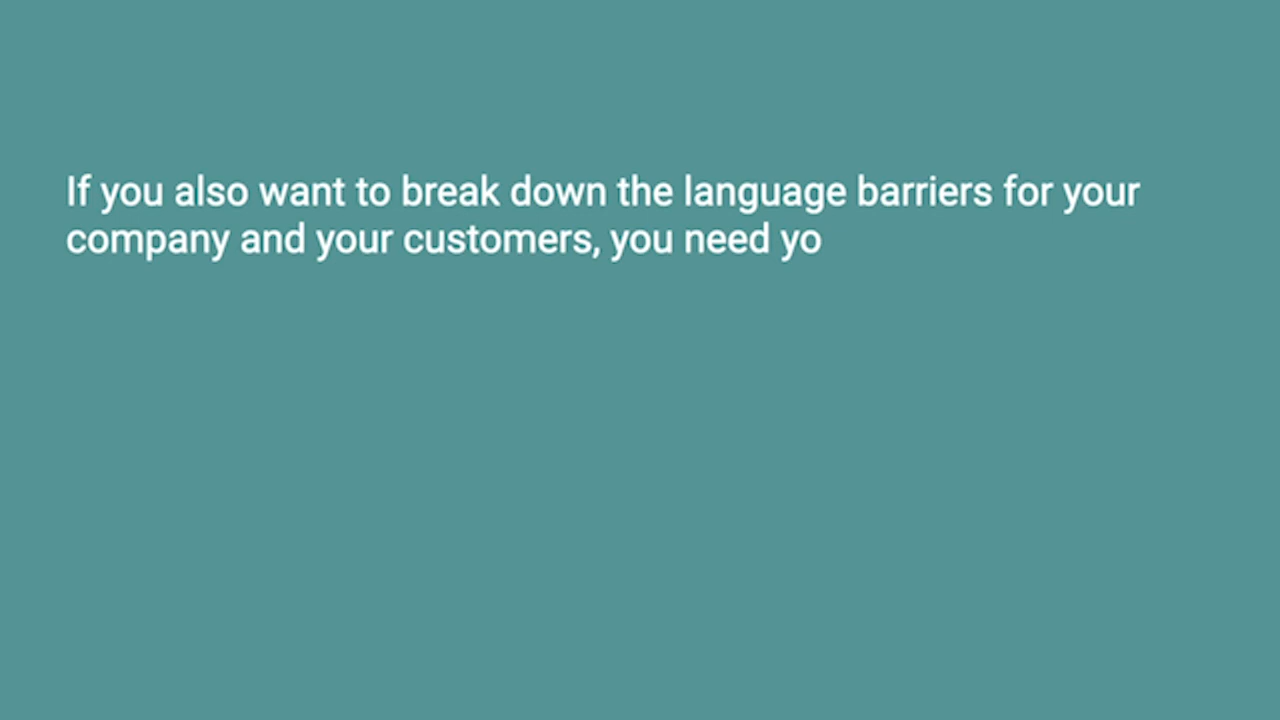 If you also want to break down the language barriers for your
company and your customers, you need yo